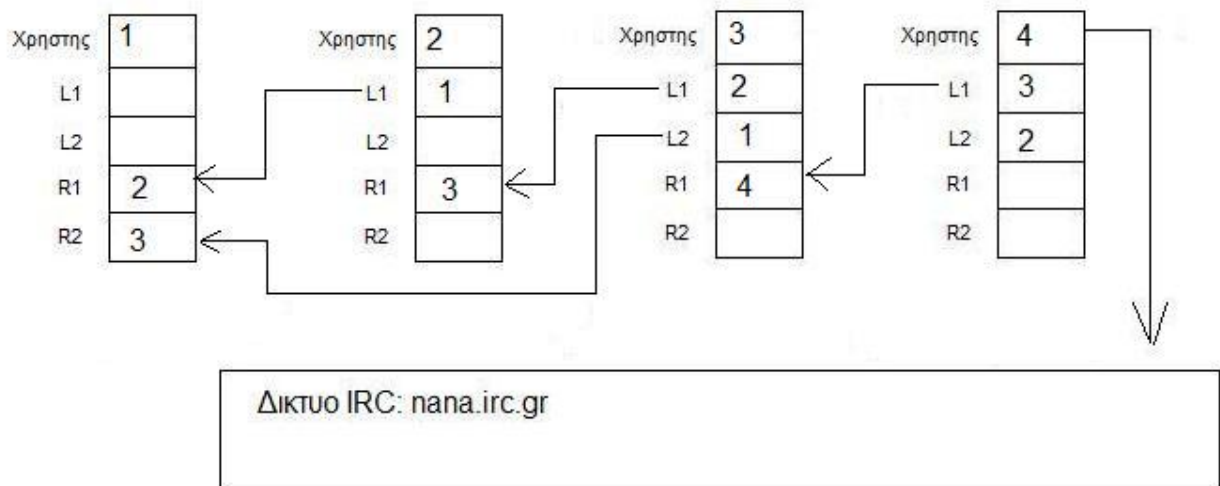 Χρηστης 1 Χρηστης 2 Χρηστης 3 Χρηστης 4
L1 L1 1 L1 2 L1 3
L2 L2 L2 1 L2 2
R1 2 R1 3 R1 4 R1
R2 3 R2 R2 R2
Δικτυο IRC: nana.irc.gr